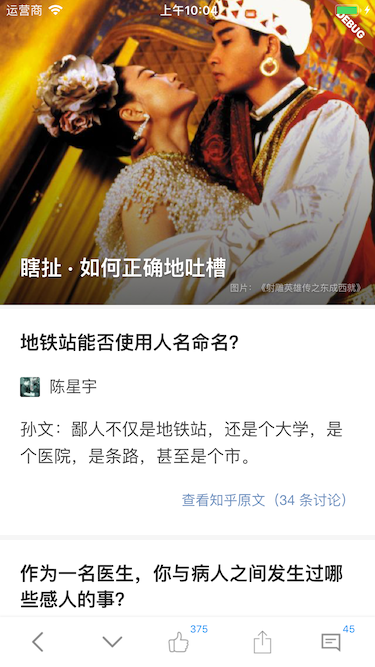 运营商 上午10:04
DEBUG
瞎扯 · 如何正确地吐槽
图片：《射雕英雄传之东成西就》
地铁站能否使用人名命名？
陈星宇
孙文：鄙人不仅是地铁站，还是个大学，是
个医院，是条路，甚至是个市。
查看知乎原文（34 条讨论）
作为一名医生，你与病人之间发生过哪
些感人的事？
375
45